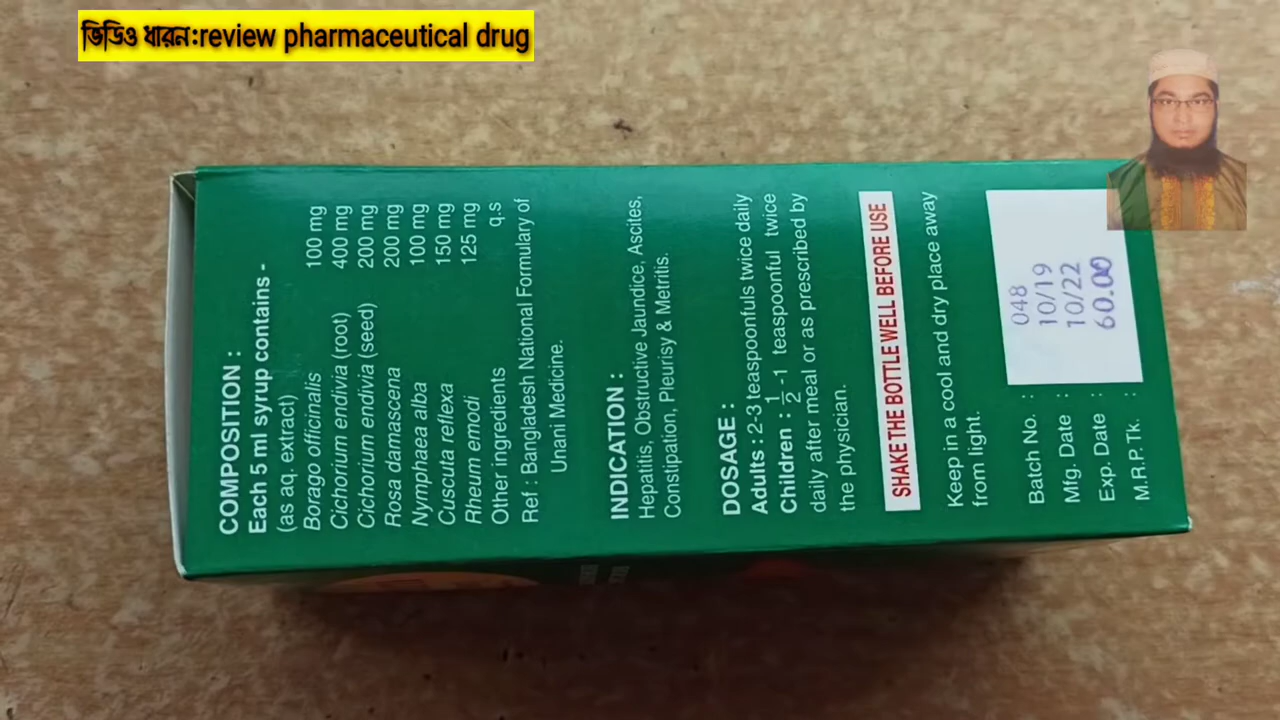 ভিডিও ধারন:review pharmaceutical drug
COMPOSITION :
Each 5 ml syrup contains -
(as aq. extract)
Borago officinalis 100 mg
Cichorium endivia (root) 400 mg
Cichorium endivia (seed) 200 mg
Rosa damascena 200 mg
Nymphaea alba 100 mg
Cuscuta reflexa 150 mg
Rheum emodi 125 mg
Other ingredients q.s
Ref : Bangladesh National Formulary of
Unani Medicine.
INDICATION :
Hepatitis, Obstructive Jaundice, Ascites,
Constipation, Pleurisy & Metritis.
DOSAGE :
Adults : 2-3 teaspoonfuls twice daily
Children : 1/2 -1 teaspoonful twice
daily after meal or as prescribed by
the physician.
SHAKE THE BOTTLE WELL BEFORE USE
Keep in a cool and dry place away
from light.
Batch No. : 048
Mfg. Date : 10/19
Exp. Date : 10/22
M.R.P.Tk. : 60.00